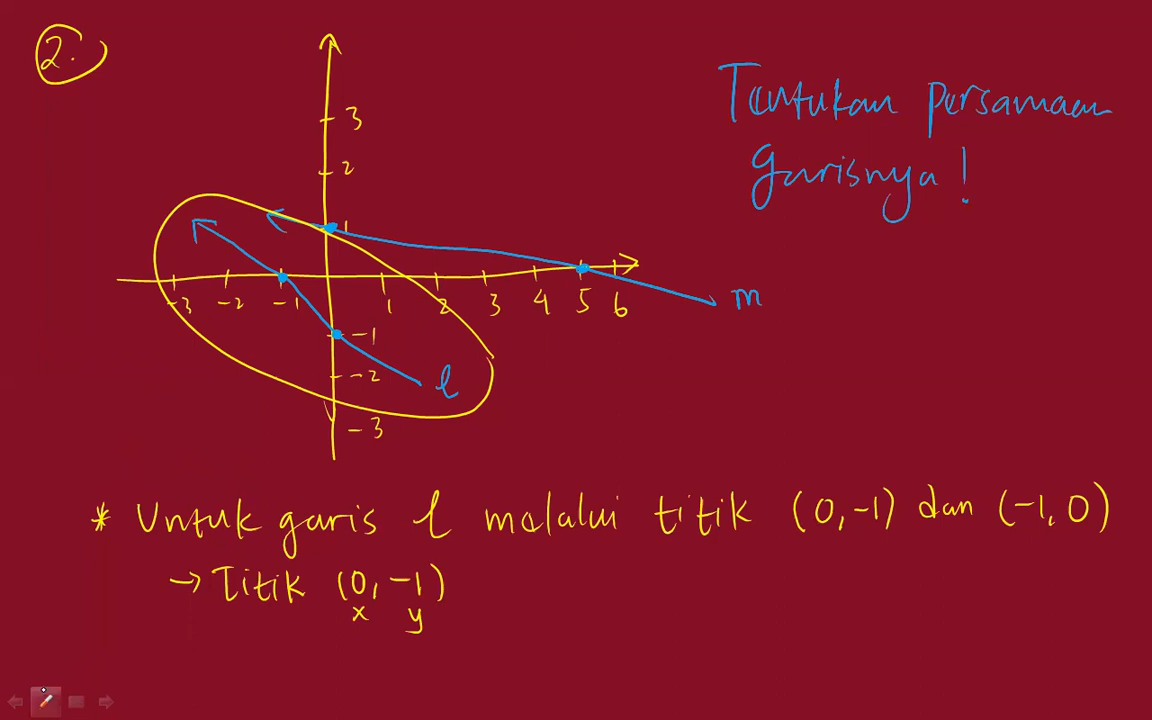 2.
Tentukan persamaan
garisnya !
3
2
1
-3 -2 -1 1 2 3 4 5 6
m
-1
-2
l
-3
* Untuk garis l melalui titik (0, -1) dan (-1, 0)
→ Titik (0, -1)
x y